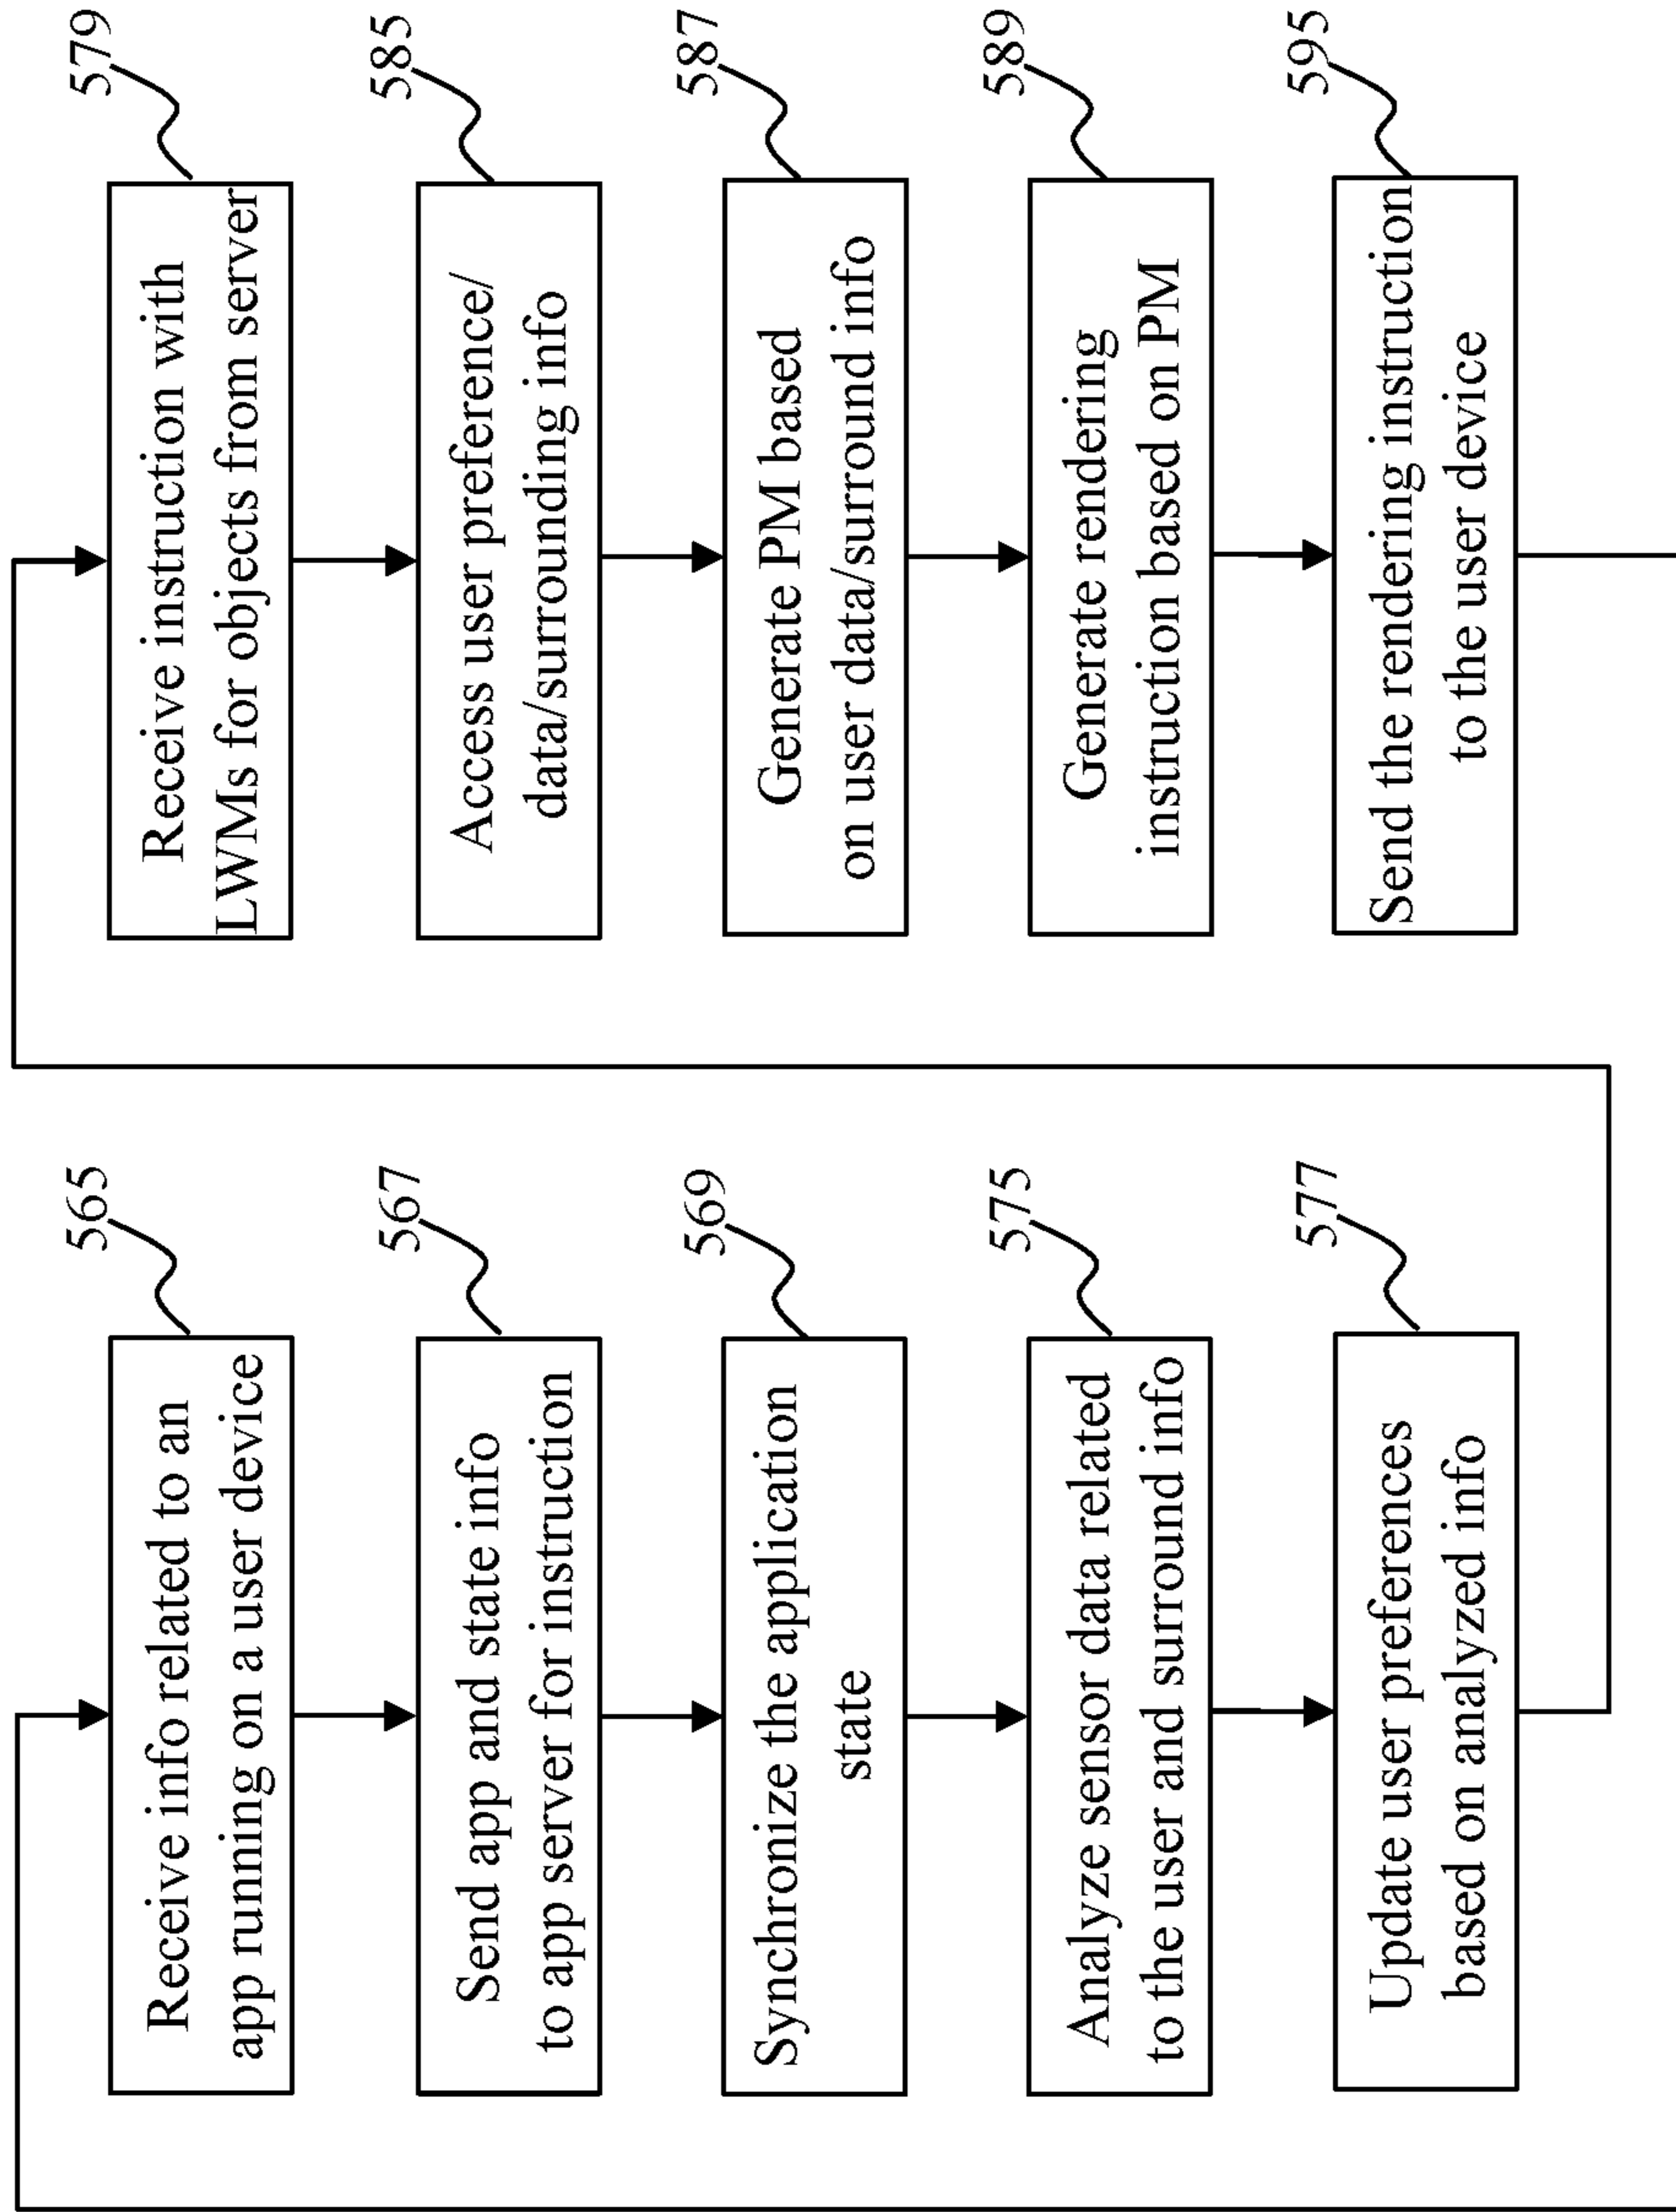 565
Receive info related to an
app running on a user device
567
Send app and state info
to app server for instruction
569
Synchronize the application
state
575
Analyze sensor data related
to the user and surround info
577
Update user preferences
based on analyzed info
579
Receive instruction with
LWMs for objects from server
585
Access user preference/
data/surrounding info
587
Generate PM based
on user data/surround info
589
Generate rendering
instruction based on PM
595
Send the rendering instruction
to the user device